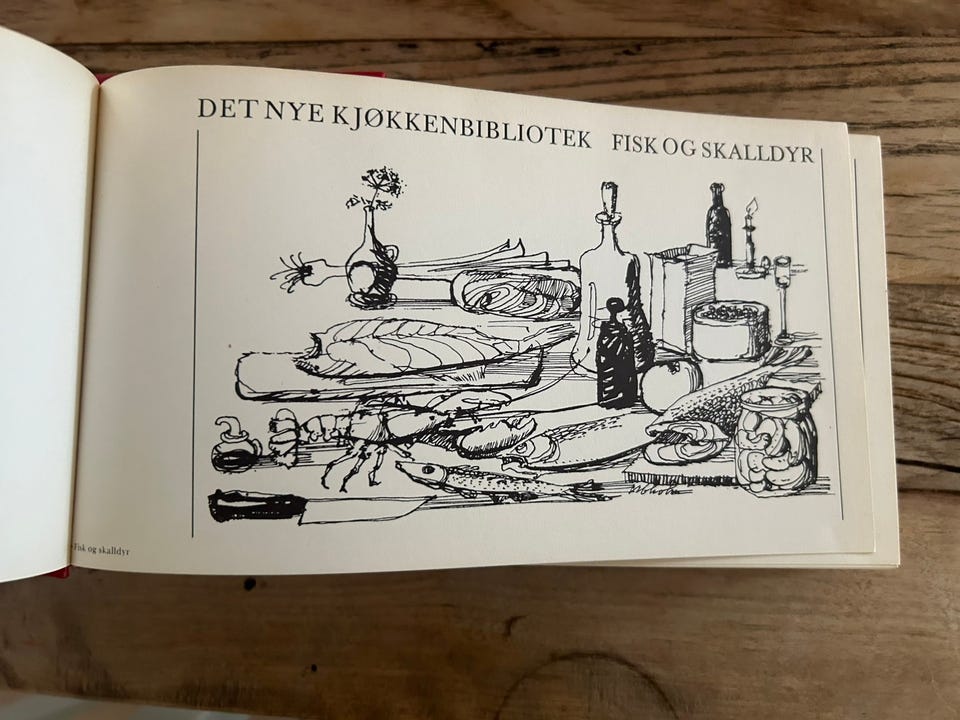 DET NYE KJØKKENBIBLIOTEK FISK OG SKALLDYR
Fisk og skalldyr